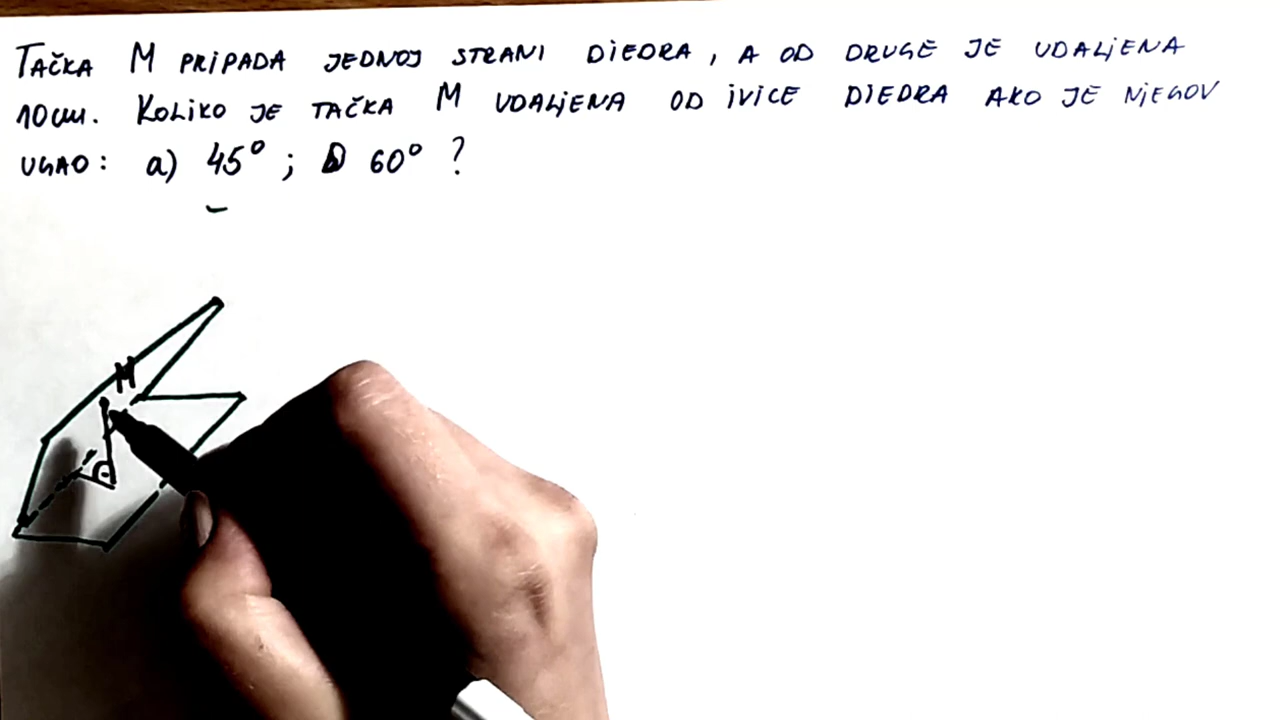 TAČKA M PRIPADA JEDNOJ STRANI DIEDRA, A OD DRUGE JE UDALJENA
10cm. KOLIKO JE TAČKA M UDALJENA OD IVICE DIEDRA AKO JE NJEGOV
UGAO: a) 45° ; b) 60° ?
M